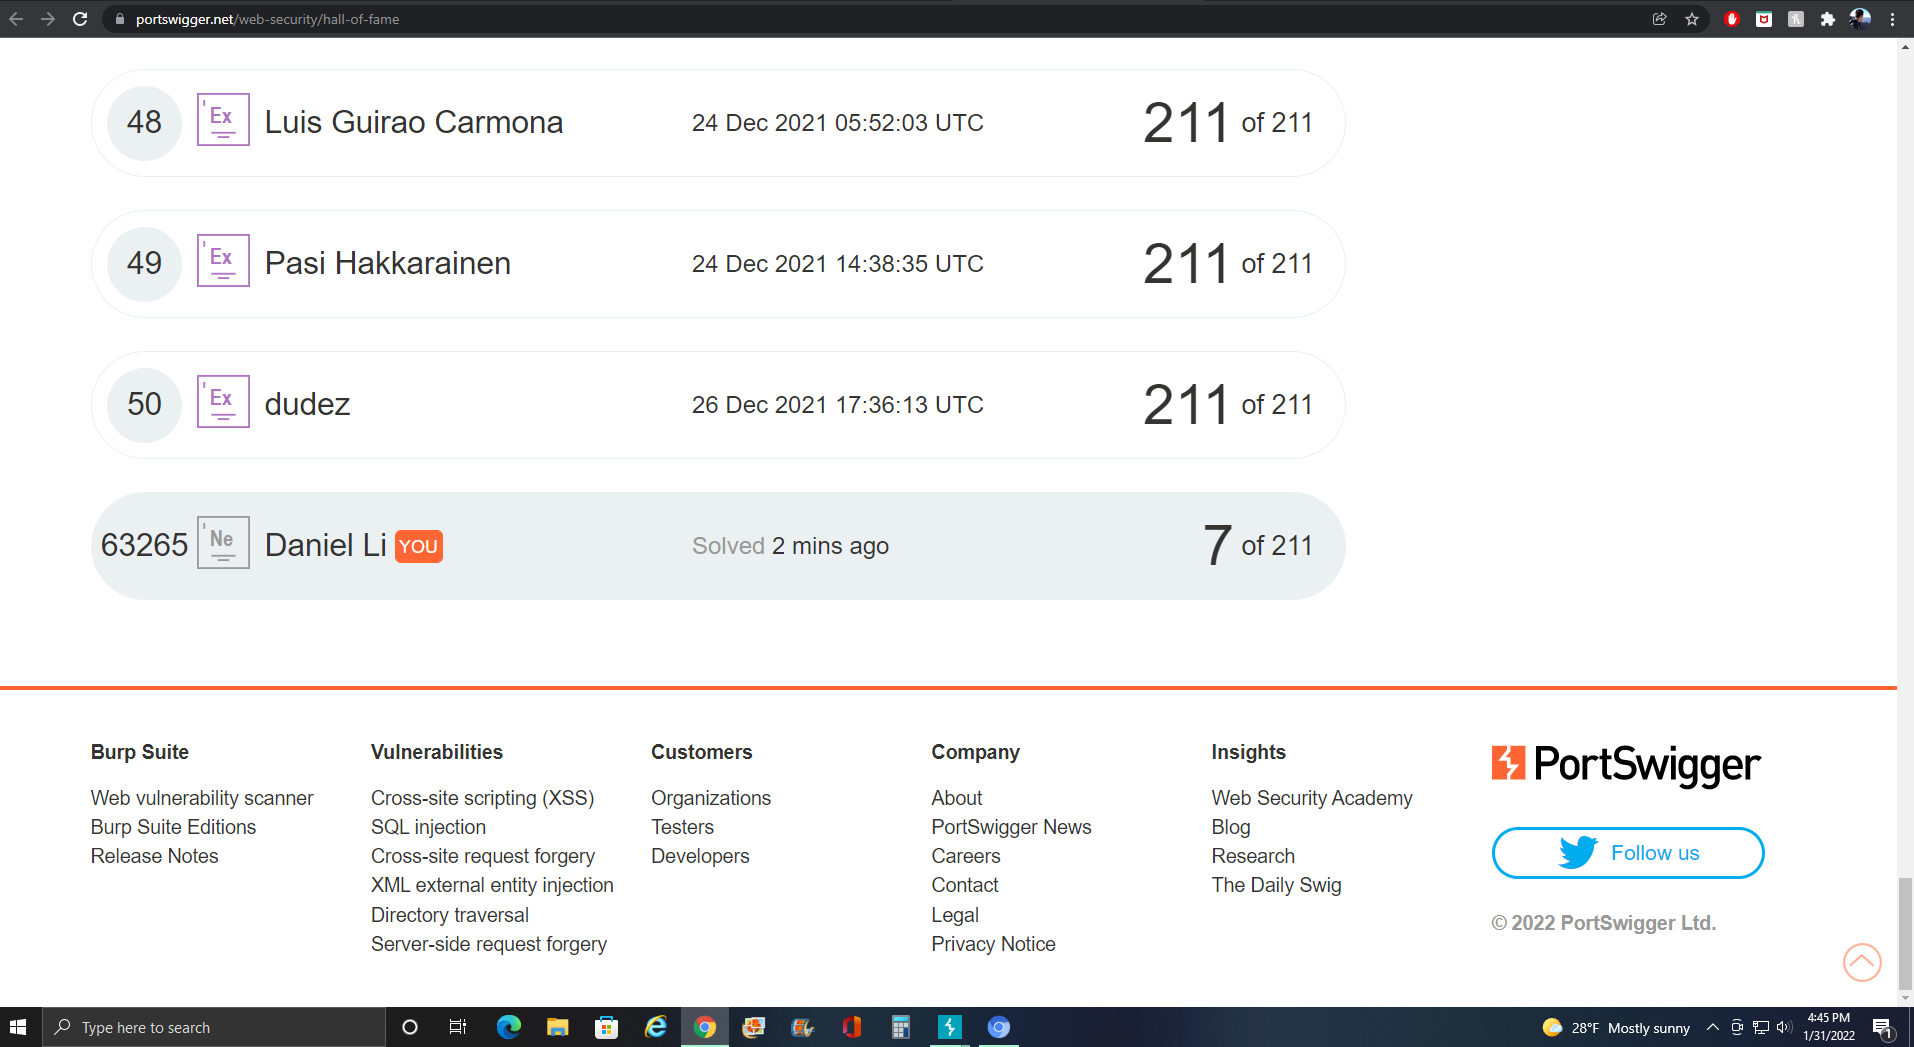 portswigger.net/web-security/hall-of-fame
48 Ex Luis Guirao Carmona 24 Dec 2021 05:52:03 UTC 211 of 211
49 Ex Pasi Hakkarainen 24 Dec 2021 14:38:35 UTC 211 of 211
50 Ex dudez 26 Dec 2021 17:36:13 UTC 211 of 211
63265 Ne Daniel Li YOU Solved 2 mins ago 7 of 211
Burp Suite
Web vulnerability scanner
Burp Suite Editions
Release Notes
Vulnerabilities
Cross-site scripting (XSS)
SQL injection
Cross-site request forgery
XML external entity injection
Directory traversal
Server-side request forgery
Customers
Organizations
Testers
Developers
Company
About
PortSwigger News
Careers
Contact
Legal
Privacy Notice
Insights
Web Security Academy
Blog
Research
The Daily Swig
PortSwigger
Follow us
© 2022 PortSwigger Ltd.
Type here to search
28°F Mostly sunny
4:45 PM
1/31/2022
1